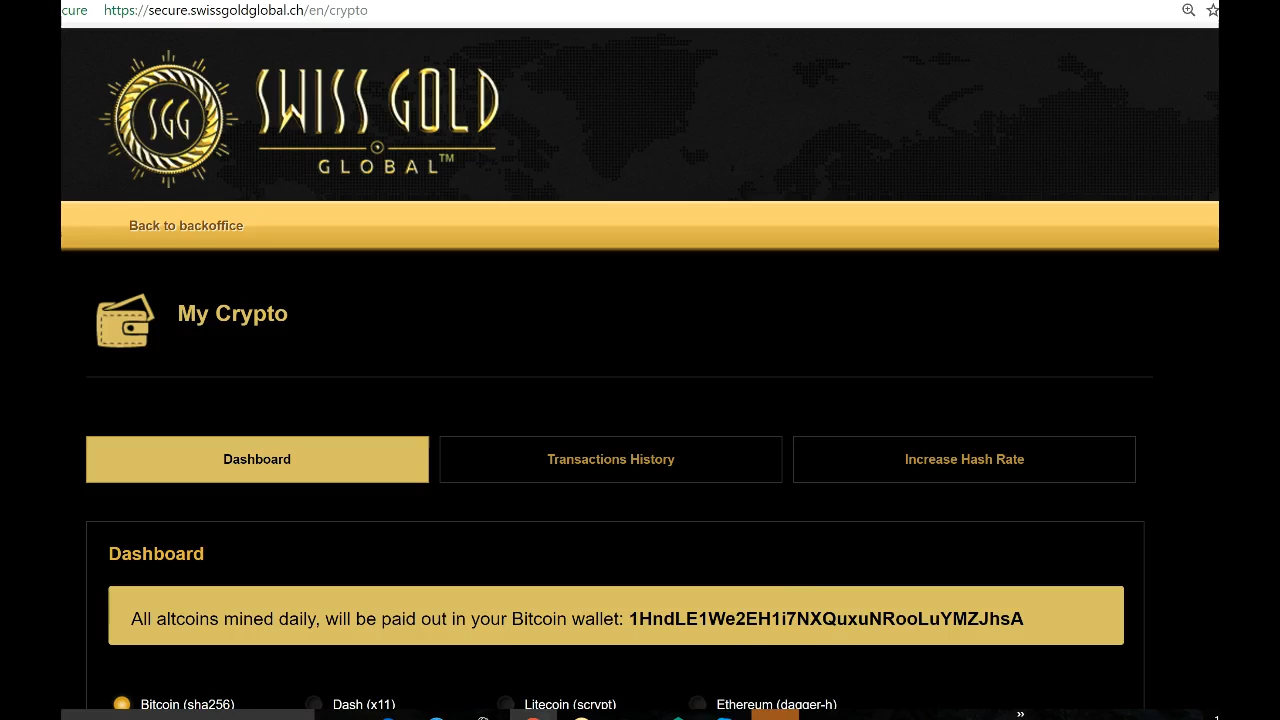 cure https://secure.swissgoldglobal.ch/en/crypto
SGG
SWISS GOLD
GLOBAL™
Back to backoffice
My Crypto
Dashboard
Transactions History
Increase Hash Rate
Dashboard
All altcoins mined daily, will be paid out in your Bitcoin wallet: 1HndLE1We2EH1i7NXQuxuNRooLuYMZJhsA
Bitcoin (sha256)
Dash (x11)
Litecoin (scrypt)
Ethereum (dagger-h)